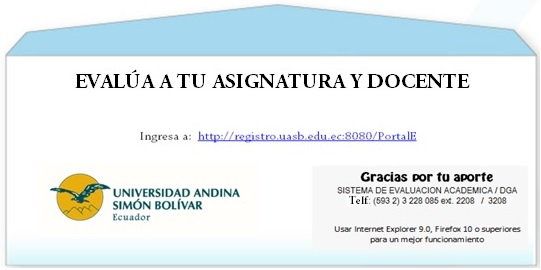 EVALÚA A TU ASIGNATURA Y DOCENTE
Ingresa a: http://registro.uasb.edu.ec:8080/PortalE
UNIVERSIDAD ANDINA
SIMÓN BOLÍVAR
Ecuador
Gracias por tu aporte
SISTEMA DE EVALUACION ACADEMICA / DGA
Telf: (593 2) 3 228 085 ext. 2208 / 3208
Usar Internet Explorer 9.0, Firefox 10 o superiores
para un mejor funcionamiento